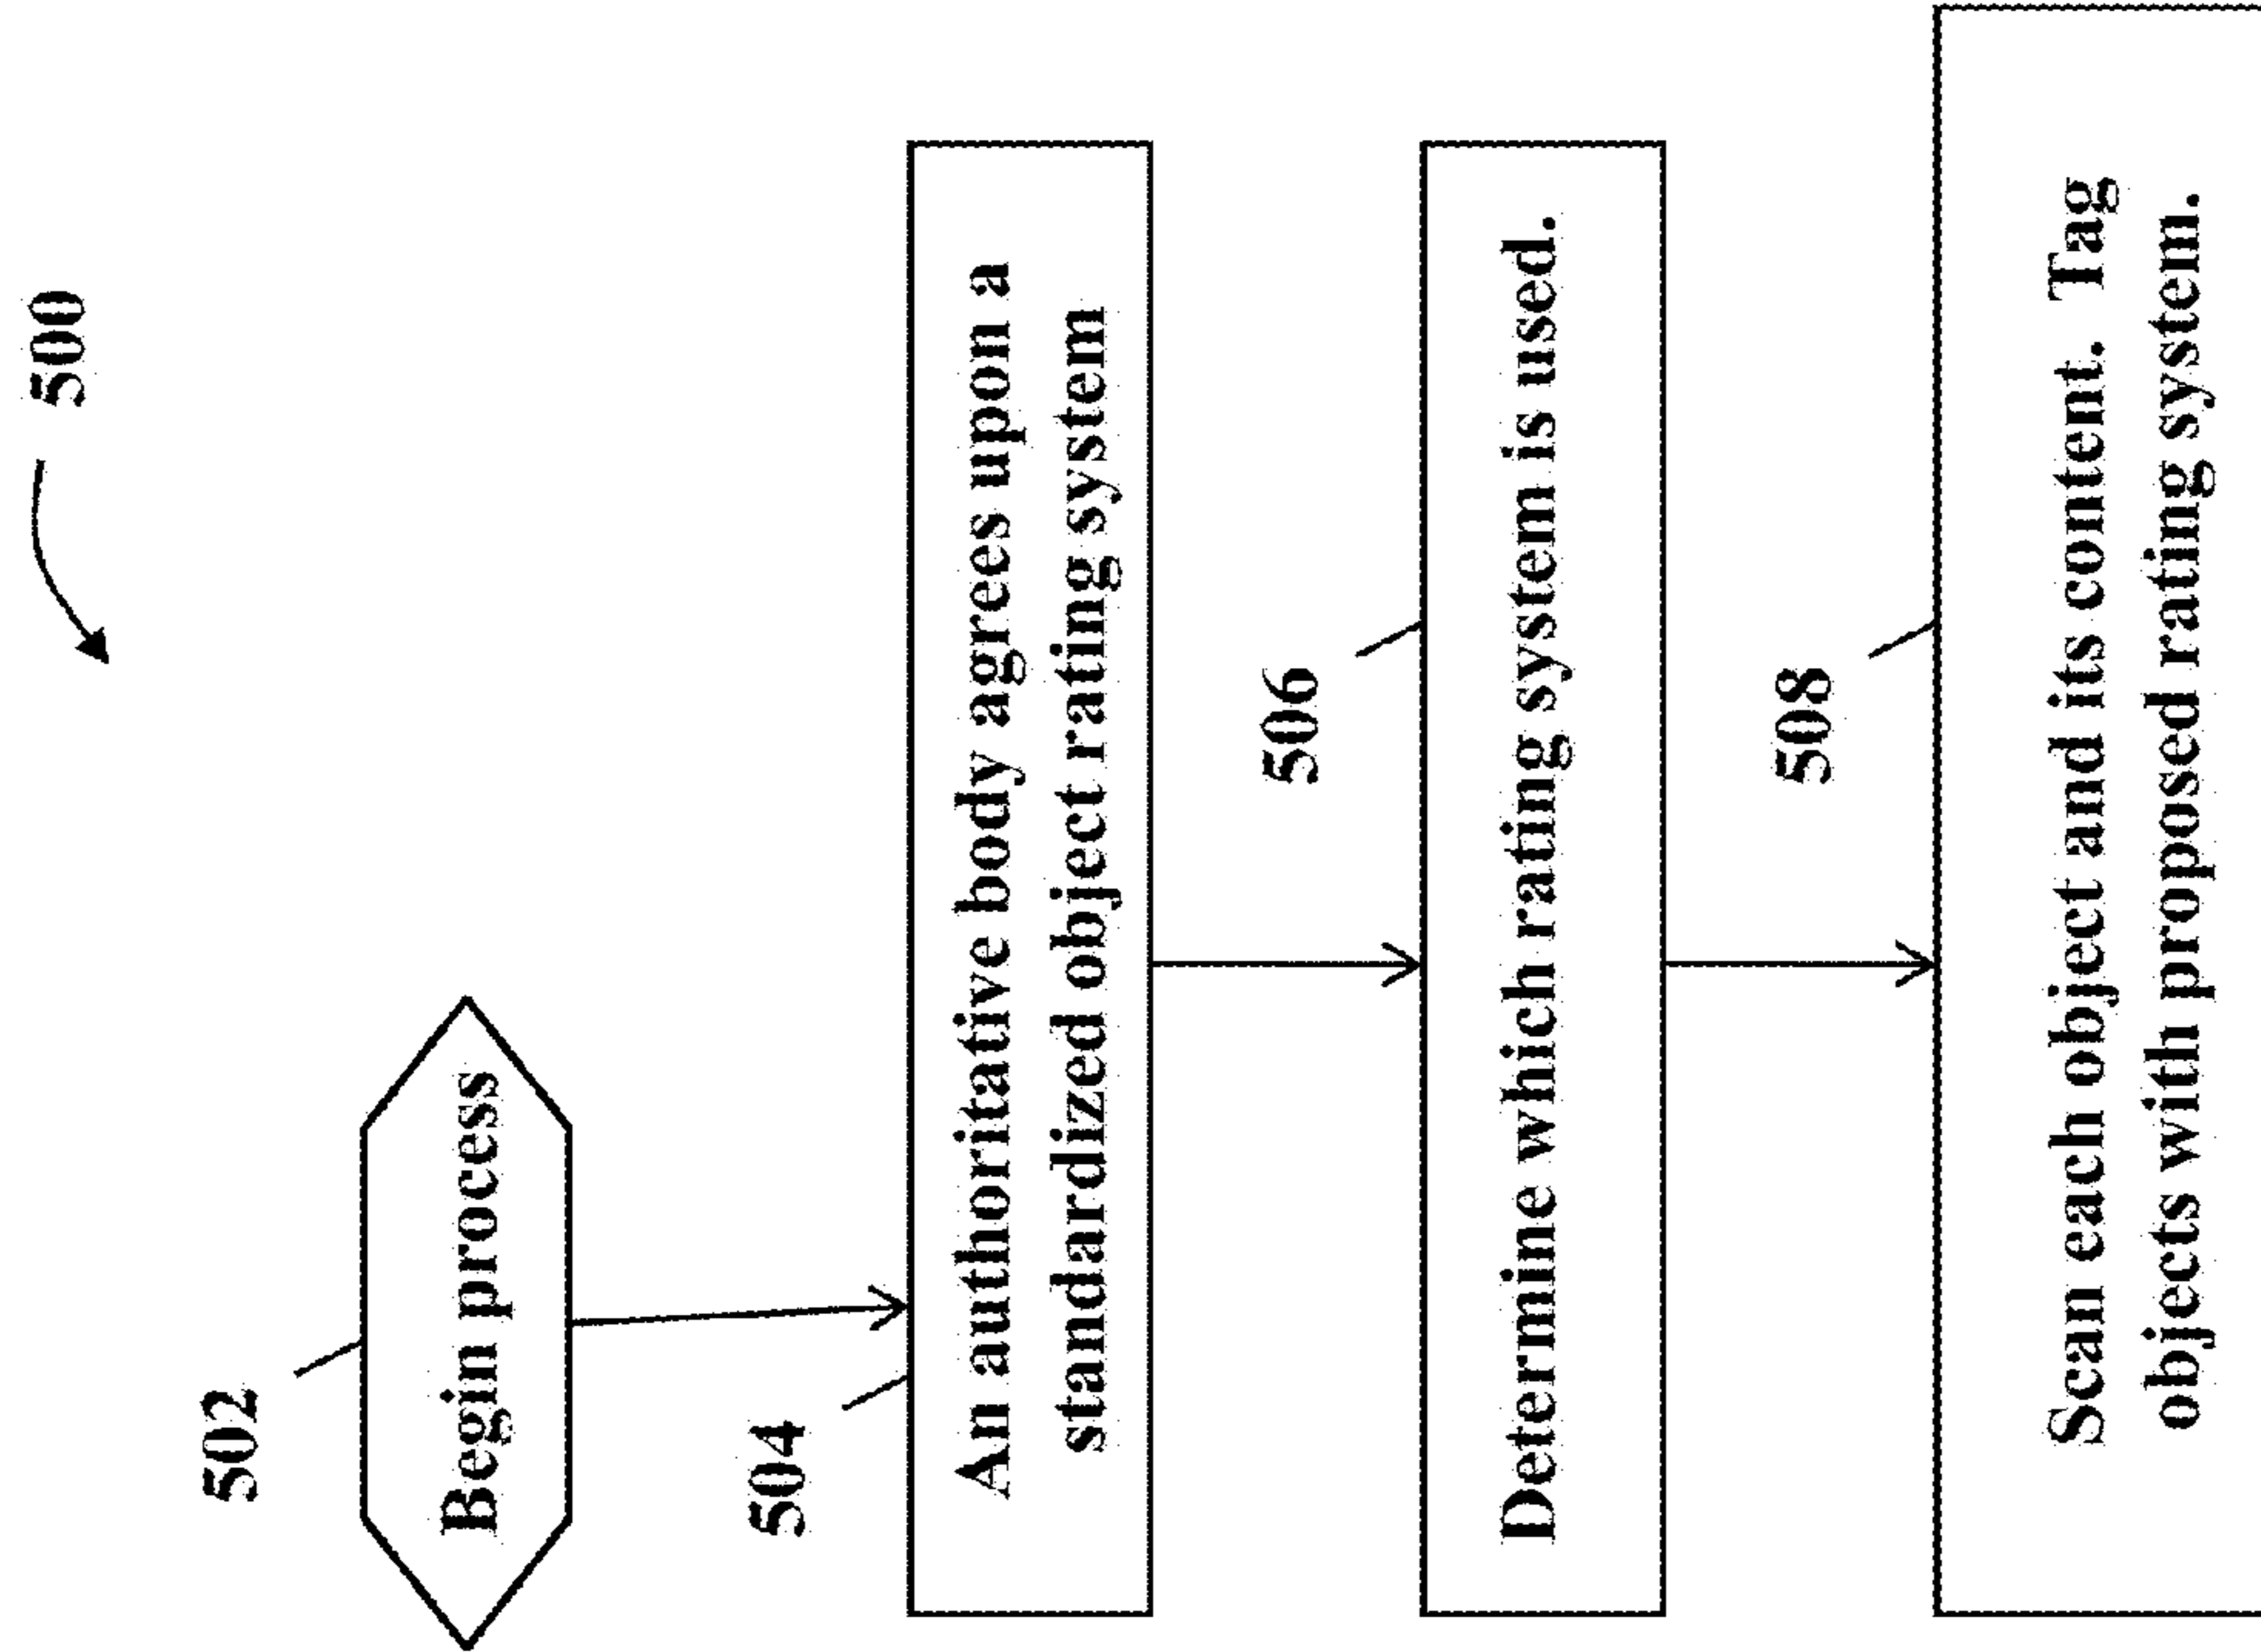 500
502
Begin process
504
An authoritative body agrees upon a
standardized object rating system
506
Determine which rating system is used.
508
Scan each object and its content. Tag
objects with proposed rating system.